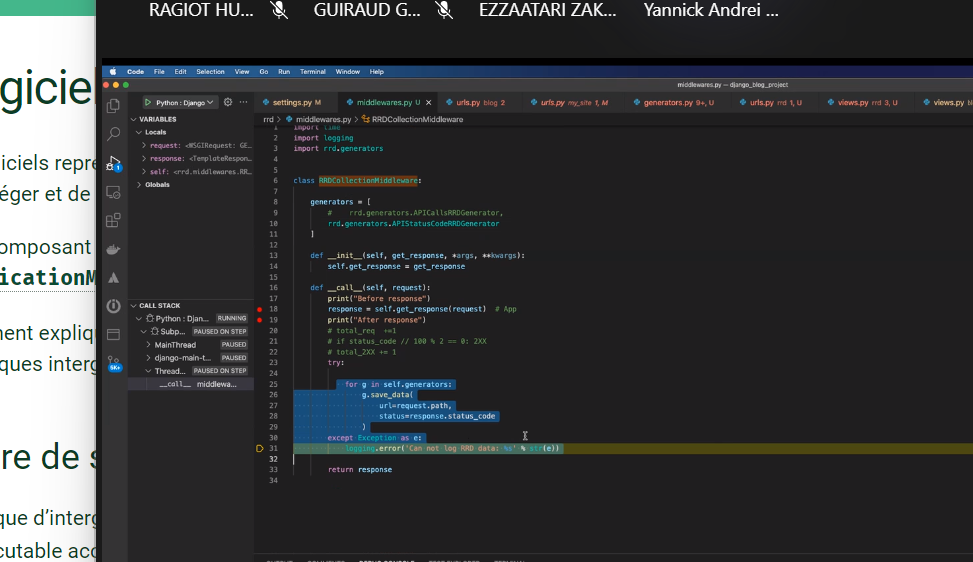 RAGIOT HU... GUIRAUD G... EZZAATARI ZAK... Yannick Andrei ...
Code File Edit Selection View Go Run Terminal Window Help
middlewares.py — django_blog_project
Python : Django
settings.py M middlewares.py U urls.py blog 2 urls.py my_site 1, M generators.py 9+, U urls.py rrd 1, U views.py rrd 3, U views.py bl
rrd > middlewares.py > RRDCollectionMiddleware
VARIABLES
Locals
request: <WSGIRequest: GE...
response: <TemplateRespon...
self: <rrd.middlewares.RR...
Globals
CALL STACK
Python : Djan... RUNNING
Subp... PAUSED ON STEP
MainThread PAUSED
django-main-t... PAUSED
Thread... PAUSED ON STEP
__call__ middlewa...
1
5K+
1 import time
2 import logging
3 import rrd.generators
4
5
6 class RRDCollectionMiddleware:
7
8 generators = [
9 # rrd.generators.APICallsRRDGenerator,
10 rrd.generators.APIStatusCodeRRDGenerator
11 ]
12
13 def __init__(self, get_response, *args, **kwargs):
14 self.get_response = get_response
15
16 def __call__(self, request):
17 print("Before response")
18 response = self.get_response(request) # App
19 print("After response")
20 # total_req +=1
21 # if status_code // 100 % 2 == 0: 2XX
22 # total_2XX += 1
23 try:
24
25 for g in self.generators:
26 g.save_data(
27 url=request.path,
28 status=response.status_code
29 )
30 except Exception as e:
31 logging.error('Can not log RRD data: %s' % str(e))
32
33 return response
34
giciel
iciels repré
éger et de
omposant
icationM
ment expliq
iques interg
re de s
que d'interg
cutable acc